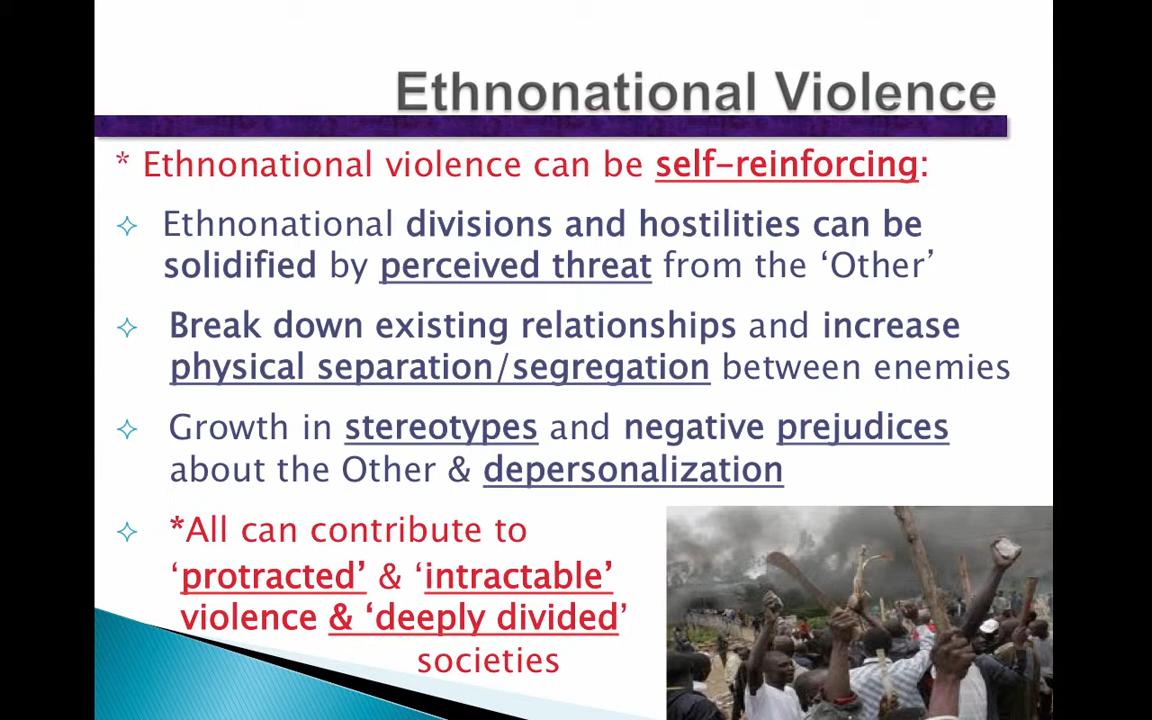 Ethnonational Violence
* Ethnonational violence can be self-reinforcing:
Ethnonational divisions and hostilities can be
solidified by perceived threat from the ‘Other’
Break down existing relationships and increase
physical separation/segregation between enemies
Growth in stereotypes and negative prejudices
about the Other & depersonalization
*All can contribute to
‘protracted’ & ‘intractable’
violence & ‘deeply divided’
societies